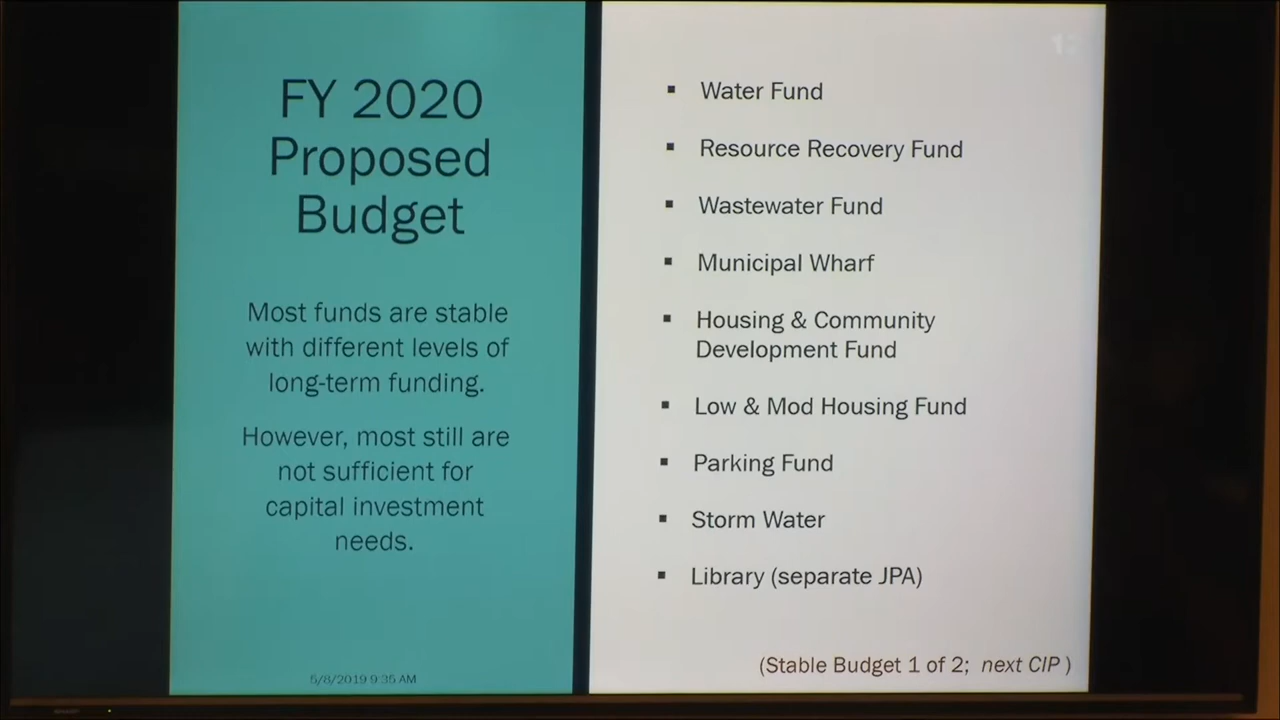 FY 2020
Proposed
Budget
Most funds are stable
with different levels of
long-term funding.
However, most still are
not sufficient for
capital investment
needs.
5/8/2019 9:35 AM
▪ Water Fund
▪ Resource Recovery Fund
▪ Wastewater Fund
▪ Municipal Wharf
▪ Housing & Community
Development Fund
▪ Low & Mod Housing Fund
▪ Parking Fund
▪ Storm Water
▪ Library (separate JPA)
(Stable Budget 1 of 2; next CIP )